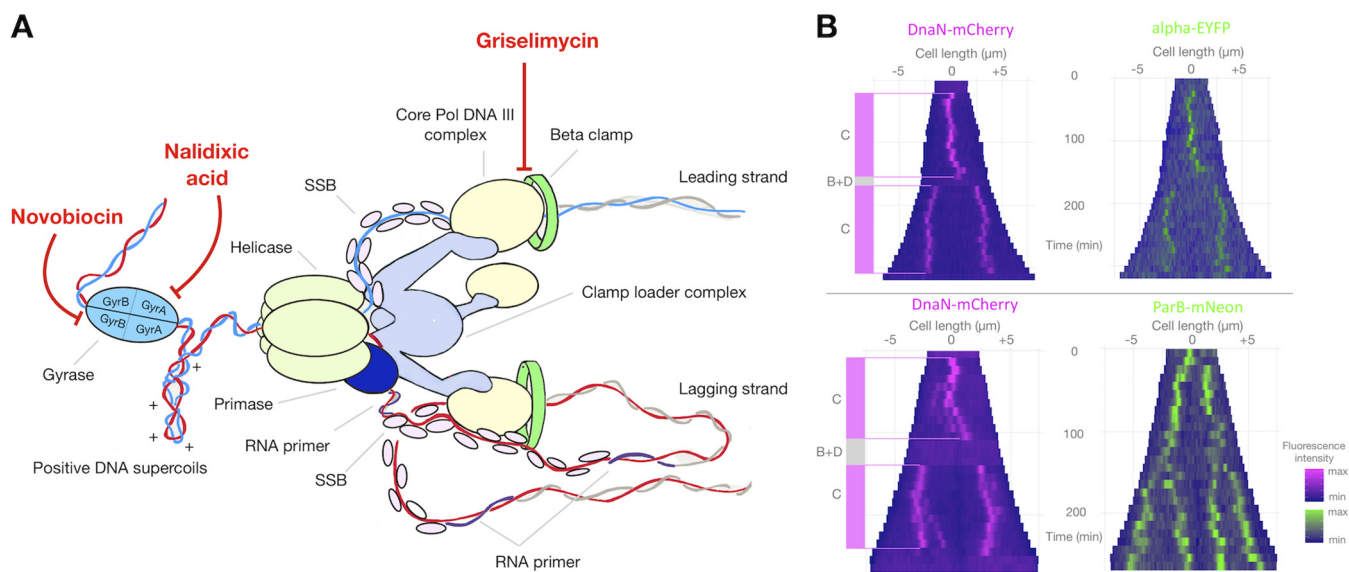 A
Griselimycin
Core Pol DNA III
complex
Beta clamp
Nalidixic
acid
SSB
Leading strand
Novobiocin
Helicase
GyrB
GyrA
GyrB
GyrA
Clamp loader complex
Gyrase
+
Primase
Lagging strand
+
RNA primer
+
+
Positive DNA supercoils
SSB
RNA primer
B
DnaN-mCherry
Cell length (µm)
-5
0
+5
C
B+D
C
alpha-EYFP
Cell length (µm)
-5
0
+5
0
100
200
Time (min)
DnaN-mCherry
Cell length (µm)
-5
0
+5
C
B+D
C
ParB-mNeon
Cell length (µm)
-5
0
+5
0
100
200
Time (min)
Fluorescence
intensity
max
min
max
min